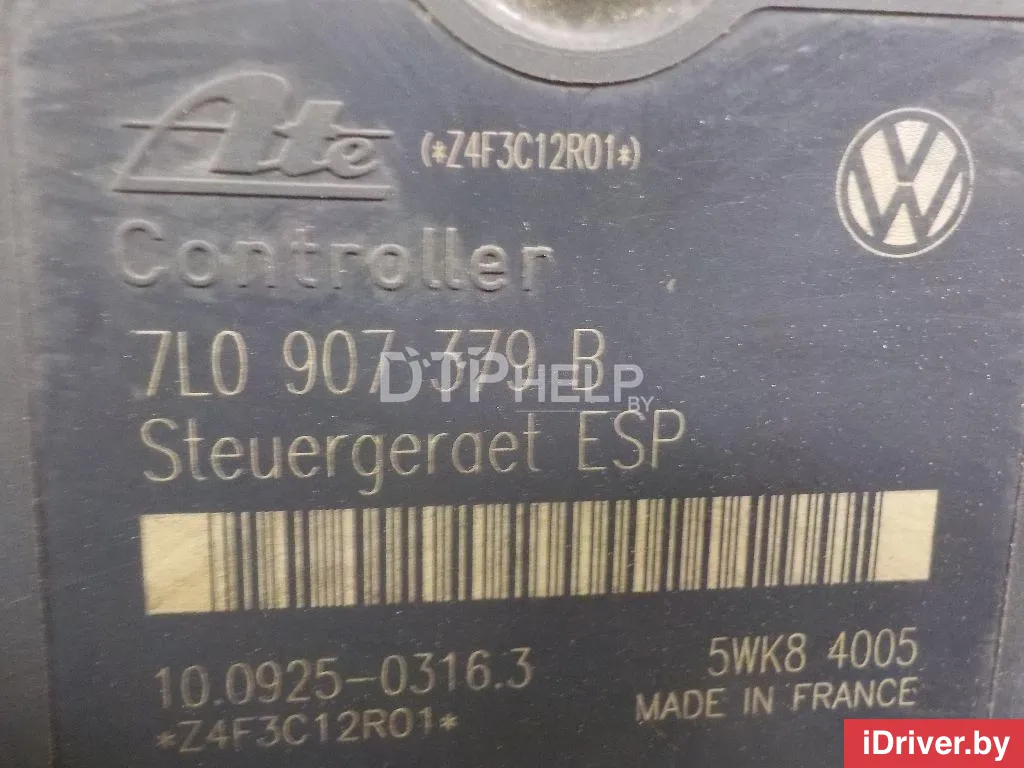 Ate (*Z4F3C12R01*)
Controller
7L0 907 379 B
DTPHELP.BY
Steuergeraet ESP
10.0925-0316.3
5WK8 4005
*Z4F3C12R01*
MADE IN FRANCE
iDriver.by